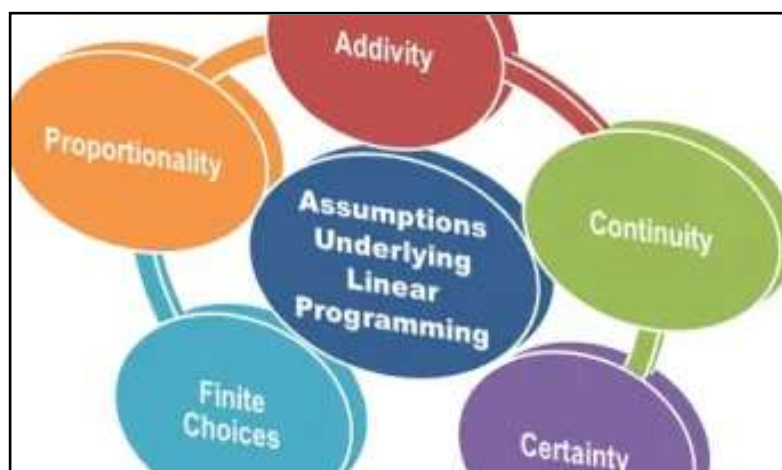 Addivity
Proportionality
Continuity
Assumptions
Underlying
Linear
Programming
Finite
Choices
Certainty